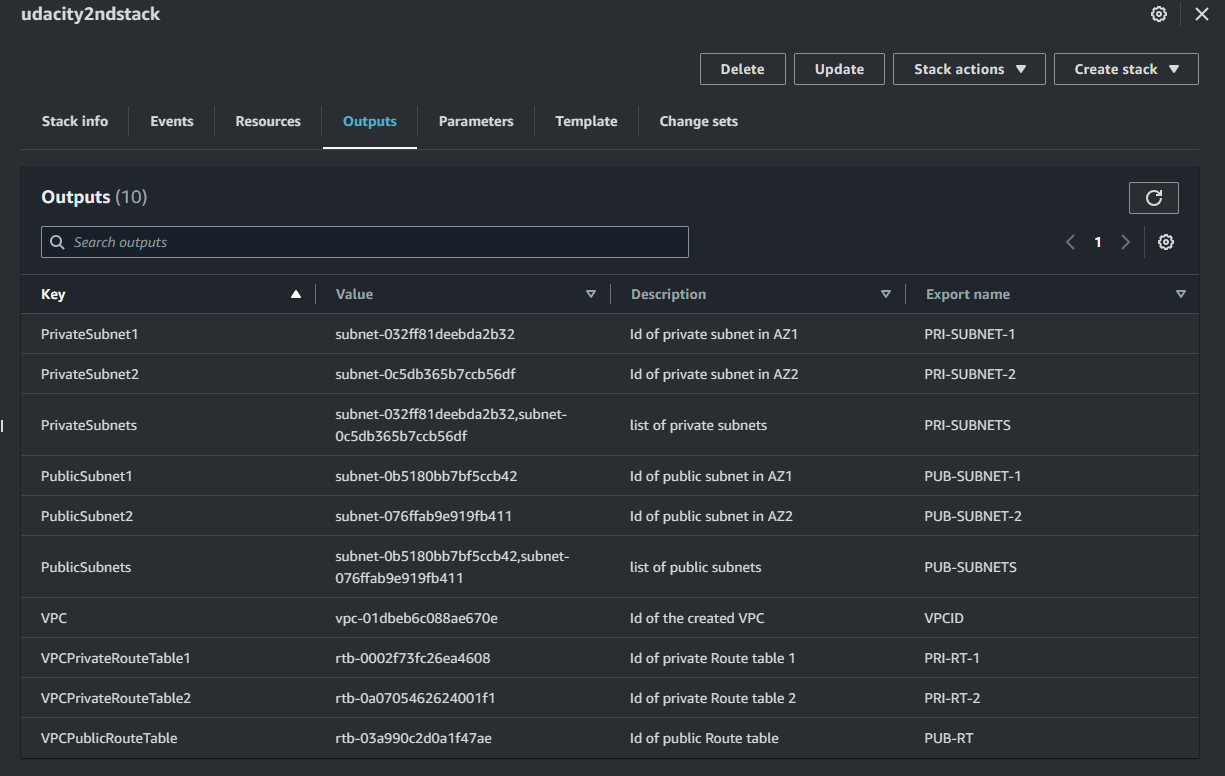 udacity2ndstack
Delete Update Stack actions Create stack
Stack info Events Resources Outputs Parameters Template Change sets
Outputs (10)
Search outputs
1
Key Value Description Export name
PrivateSubnet1 subnet-032ff81deebda2b32 Id of private subnet in AZ1 PRI-SUBNET-1
PrivateSubnet2 subnet-0c5db365b7ccb56df Id of private subnet in AZ2 PRI-SUBNET-2
PrivateSubnets subnet-032ff81deebda2b32,subnet-
0c5db365b7ccb56df list of private subnets PRI-SUBNETS
PublicSubnet1 subnet-0b5180bb7bf5ccb42 Id of public subnet in AZ1 PUB-SUBNET-1
PublicSubnet2 subnet-076ffab9e919fb411 Id of public subnet in AZ2 PUB-SUBNET-2
PublicSubnets subnet-0b5180bb7bf5ccb42,subnet-
076ffab9e919fb411 list of public subnets PUB-SUBNETS
VPC vpc-01dbeb6c088ae670e Id of the created VPC VPCID
VPCPrivateRouteTable1 rtb-0002f73fc26ea4608 Id of private Route table 1 PRI-RT-1
VPCPrivateRouteTable2 rtb-0a0705462624001f1 Id of private Route table 2 PRI-RT-2
VPCPublicRouteTable rtb-03a990c2d0a1f47ae Id of public Route table PUB-RT